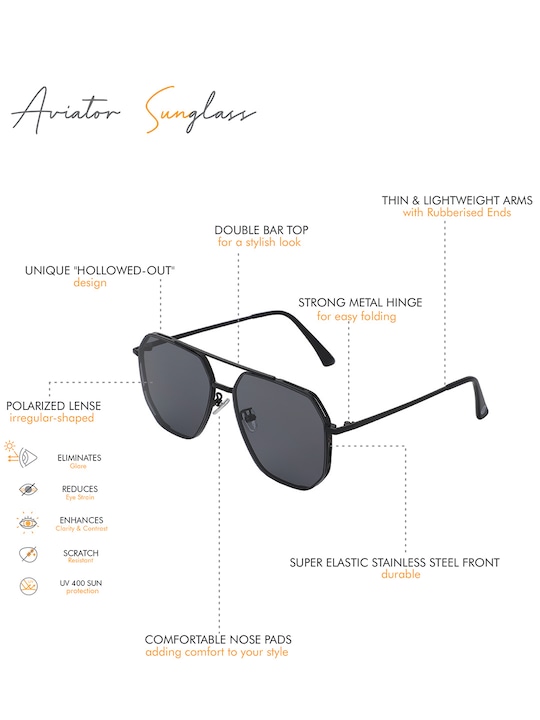 Aviator Sunglass
THIN & LIGHTWEIGHT ARMS
with Rubberised Ends
DOUBLE BAR TOP
for a stylish look
UNIQUE "HOLLOWED-OUT"
design
STRONG METAL HINGE
for easy folding
POLARIZED LENSE
irregular-shaped
ELIMINATES
Glare
REDUCES
Eye Strain
ENHANCES
Clarity & Contrast
SCRATCH
Resistant
UV 400 SUN
protection
SUPER ELASTIC STAINLESS STEEL FRONT
durable
COMFORTABLE NOSE PADS
adding comfort to your style